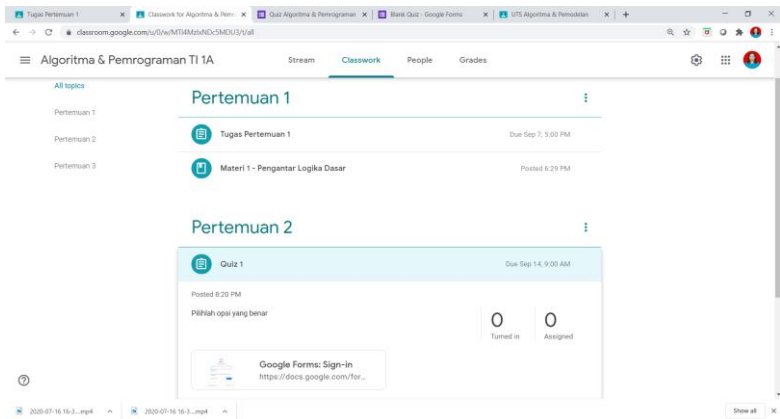 Tugas Pertemuan 1
Classwork for Algoritma & Pem
Quiz Algoritma & Pemrograman
Blank Quiz - Google Forms
UTS Algoritma & Pemodelan
classroom.google.com
Algoritma & Pemrograman TI 1A
Stream
Classwork
People
Grades
All topics
Pertemuan 1
Pertemuan 2
Pertemuan 3
Pertemuan 1
Tugas Pertemuan 1
Due Sep 7, 5:00 PM
Materi 1 - Pengantar Logika Dasar
Posted 6:29 PM
Pertemuan 2
Quiz 1
Due Sep 14, 9:00 AM
Posted 8:20 PM
Pilihlah opsi yang benar
0
Turned in
0
Assigned
Google Forms: Sign-in
https://docs.google.com/for...
2020-07-16 16-3....mp4
2020-07-16 16-3....mp4
Show all